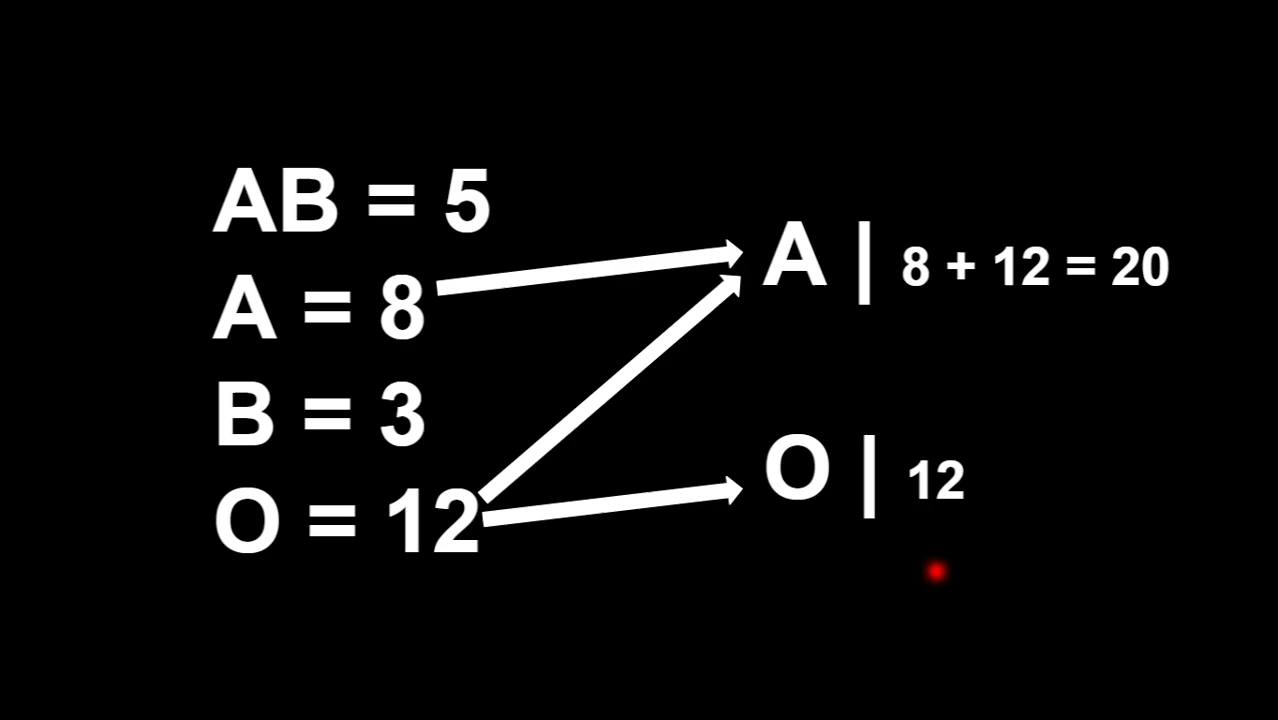 AB = 5
A = 8
B = 3
O = 12
A | 8 + 12 = 20
O | 12